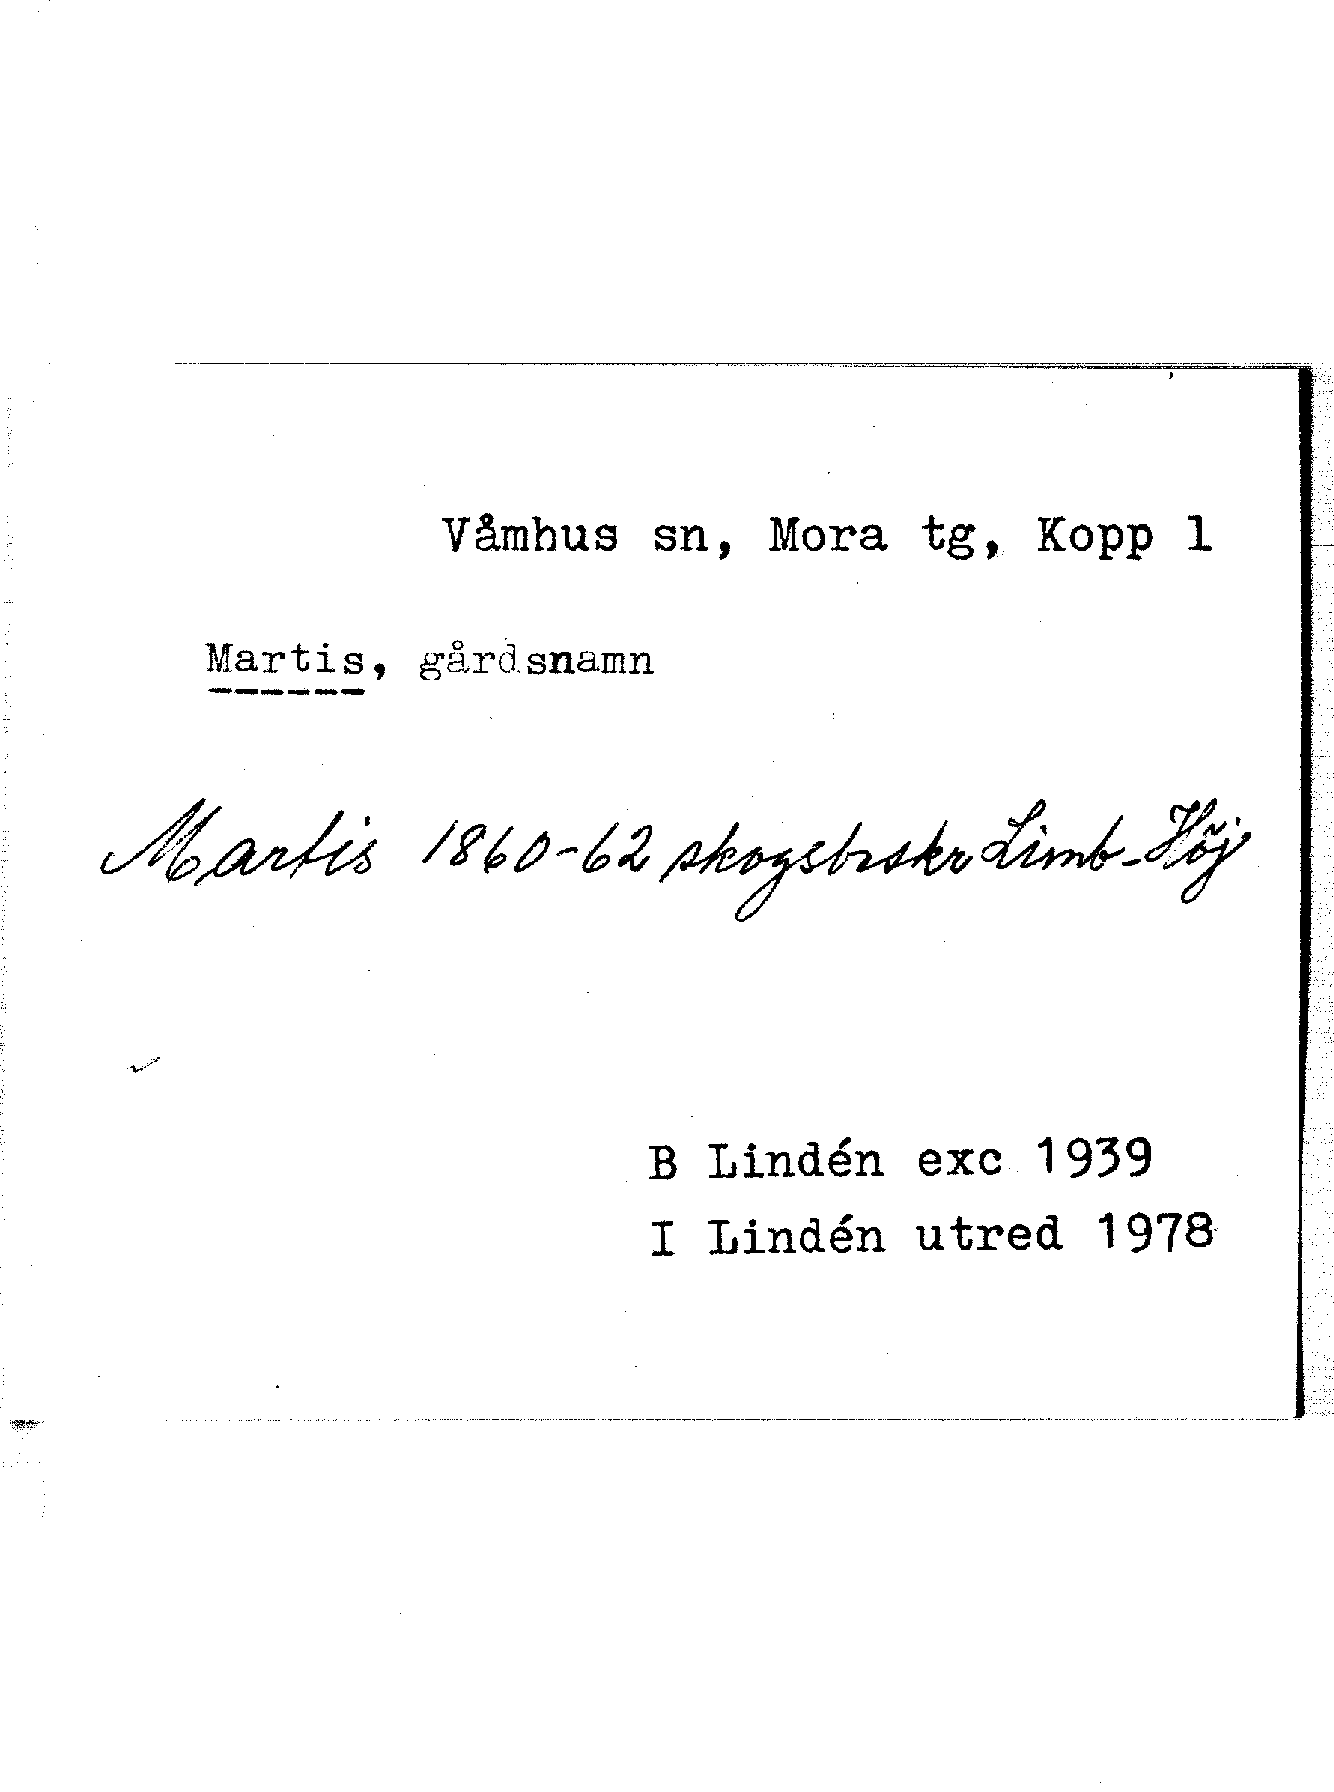 Våmhus sn, Mora tg, Kopp l
Martis, gårdsnamn
Martis 1860-62 skogsbrskr Limb-Höj
B Lindén exc 1939
I Lindén utred 1978